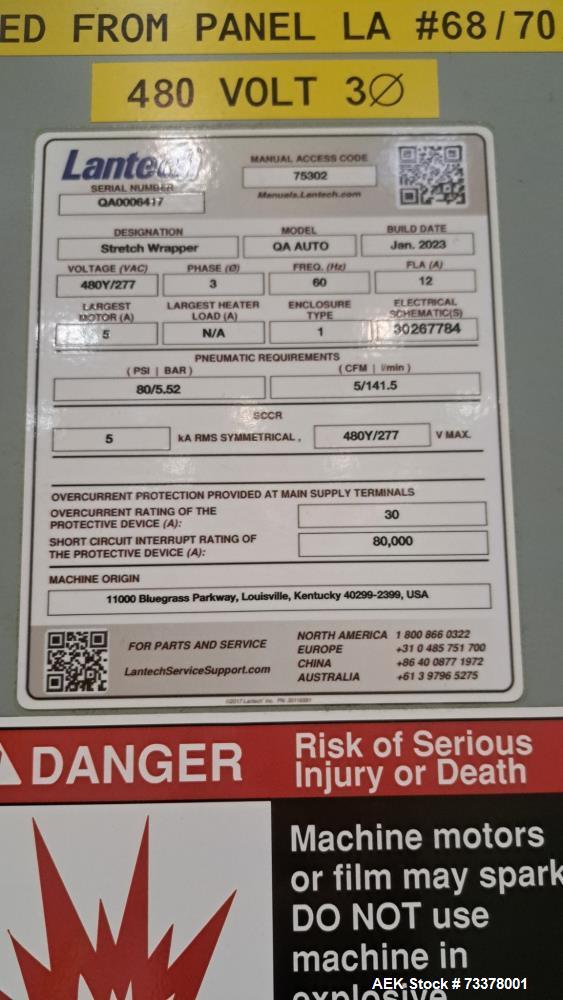 ED FROM PANEL LA #68/70
480 VOLT 3Ø
Lantech
SERIAL NUMBER
QA0006417
MANUAL ACCESS CODE
75302
Manuals.Lantech.com
DESIGNATION MODEL BUILD DATE
Stretch Wrapper QA AUTO Jan. 2023
VOLTAGE (VAC) PHASE (Ø) FREQ. (Hz) FLA (A)
480Y/277 3 60 12
LARGEST MOTOR (A) LARGEST HEATER LOAD (A) ENCLOSURE TYPE ELECTRICAL SCHEMATIC(S)
5 N/A 1 30267784
PNEUMATIC REQUIREMENTS
( PSI | BAR ) ( CFM | l/min )
80/5.52 5/141.5
SCCR
5 kA RMS SYMMETRICAL , 480Y/277 V MAX.
OVERCURRENT PROTECTION PROVIDED AT MAIN SUPPLY TERMINALS
OVERCURRENT RATING OF THE
PROTECTIVE DEVICE (A): 30
SHORT CIRCUIT INTERRUPT RATING OF
THE PROTECTIVE DEVICE (A): 80,000
MACHINE ORIGIN
11000 Bluegrass Parkway, Louisville, Kentucky 40299-2399, USA
FOR PARTS AND SERVICE
LantechServiceSupport.com
NORTH AMERICA 1 800 866 0322
EUROPE +31 0 485 751 700
CHINA +86 40 0877 1972
AUSTRALIA +61 3 9796 5275
©2017 Lantech Inc.
DANGER
Risk of Serious
Injury or Death
Machine motors
or film may spark
DO NOT use
machine in
explosive
AEK Stock # 73378001